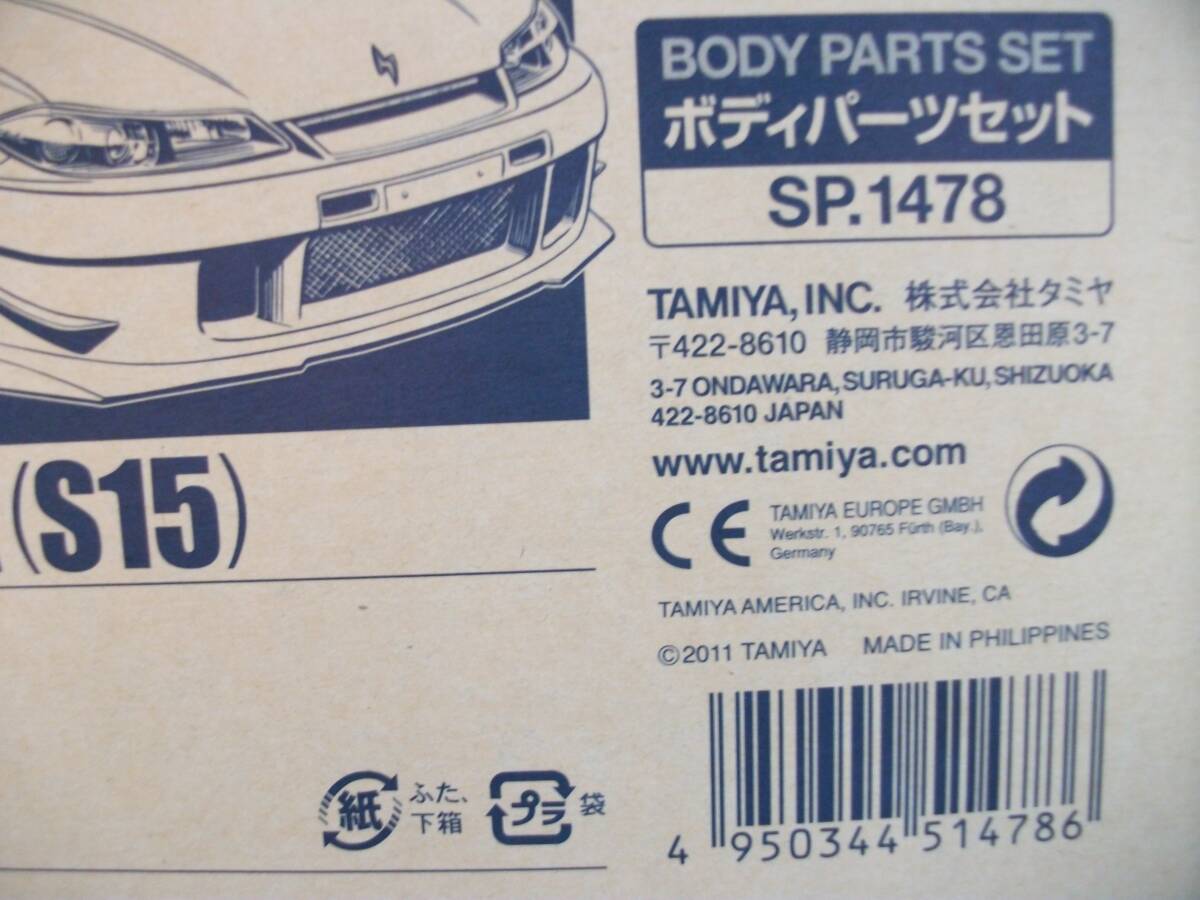 BODY PARTS SET
ボディパーツセット
SP.1478
TAMIYA, INC. 株式会社タミヤ
〒422-8610 静岡市駿河区恩田原3-7
3-7 ONDAWARA, SURUGA-KU, SHIZUOKA
422-8610 JAPAN
www.tamiya.com
CE
TAMIYA EUROPE GMBH
Werkstr. 1, 90765 Fürth (Bay.),
Germany
TAMIYA AMERICA, INC. IRVINE, CA
©2011 TAMIYA MADE IN PHILIPPINES
4 950344 514786
(S15)
紙 ふた、
下箱
プラ 袋